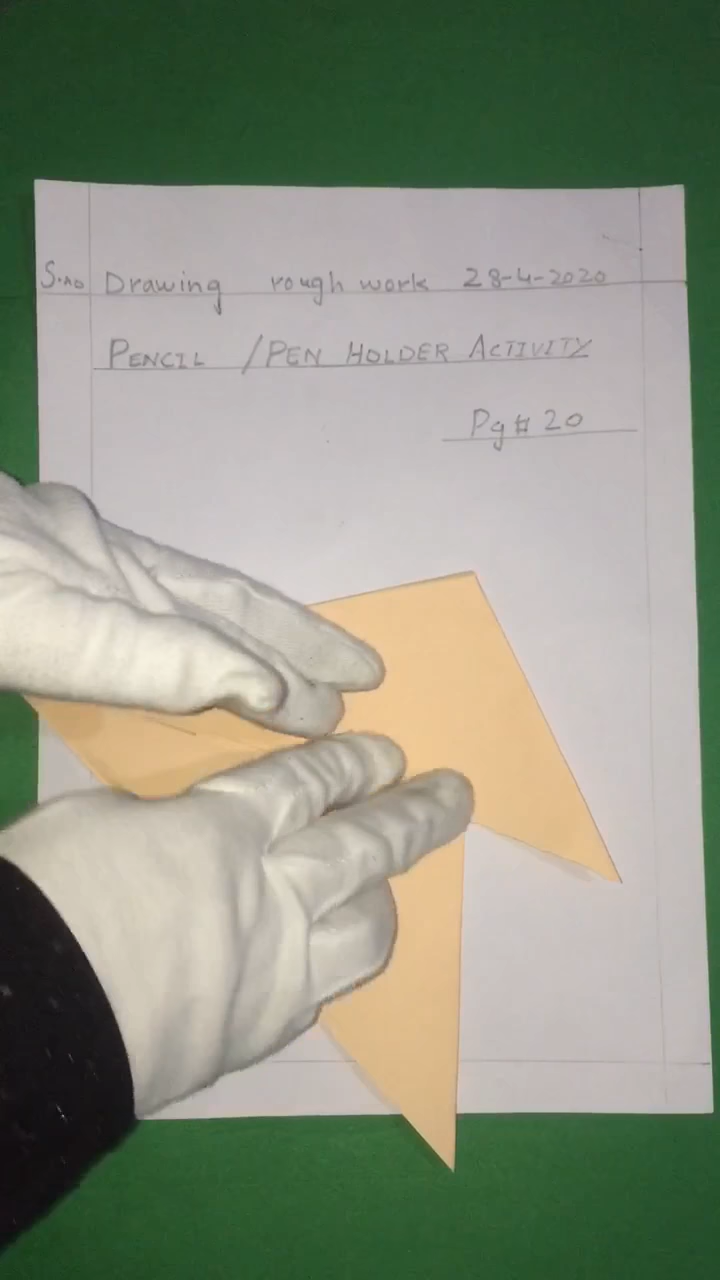 S.no Drawing rough work 28-4-2020
PENCIL /PEN HOLDER ACTIVITY
Pg # 20